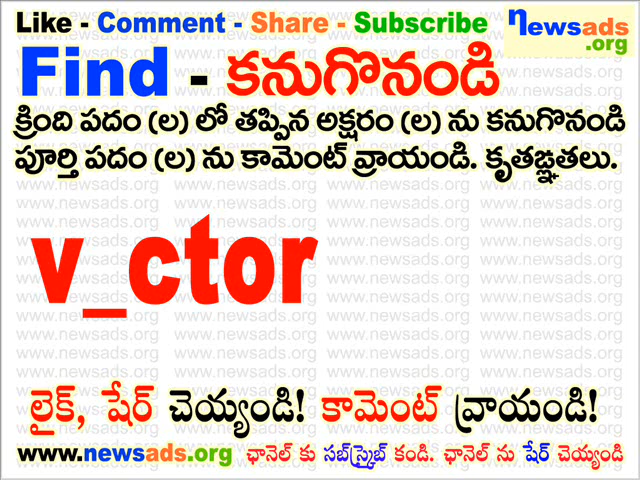 Like - Comment - Share - Subscribe
newsads
.org
Find - కనుగొనండి
క్రింది పదం (ల) లో తప్పిన అక్షరం (ల) ను కనుగొనండి
పూర్తి పదం (ల) ను కామెంట్ వ్రాయండి. కృతఙ్ఞతలు.
v_ctor
లైక్, షేర్ చెయ్యండి! కామెంట్ వ్రాయండి!
www.newsads.org ఛానెల్ కు సబ్‌స్క్రైబ్ కండి. ఛానెల్ ను షేర్ చెయ్యండి